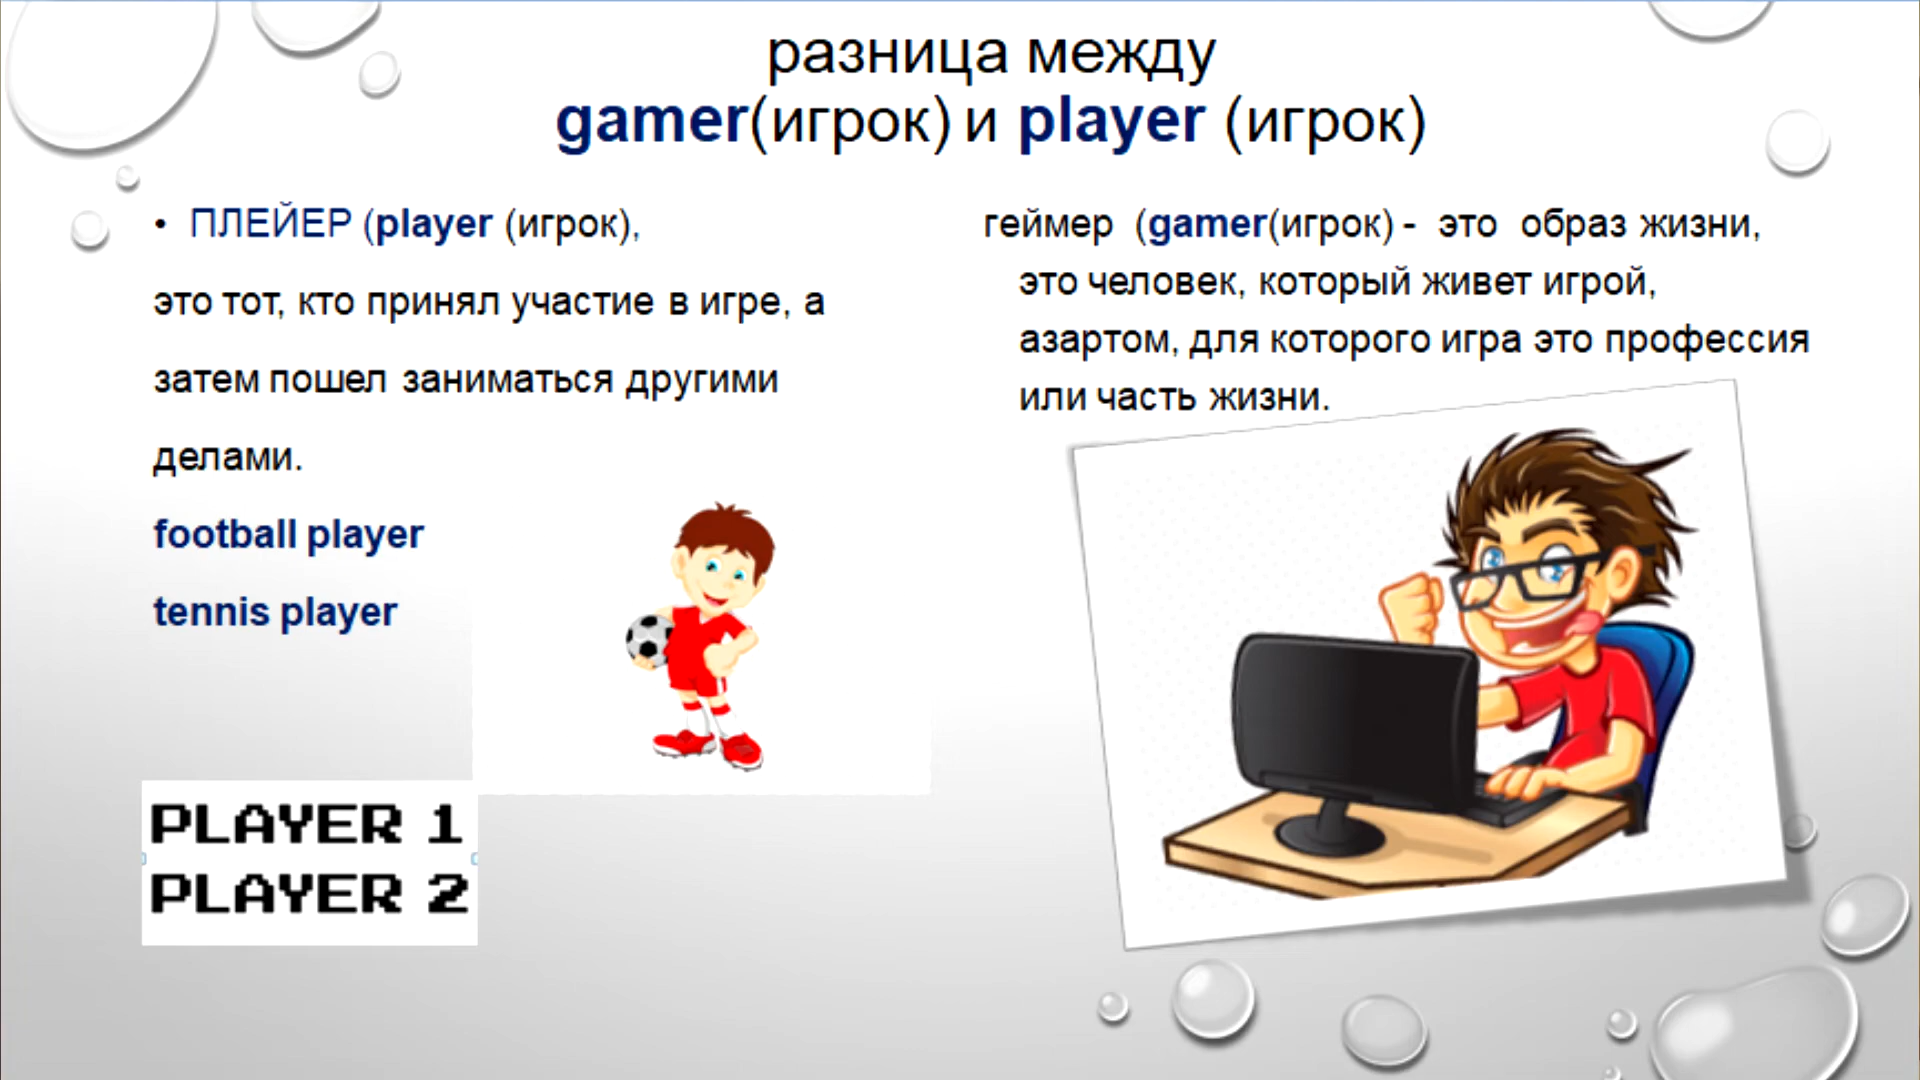 разница между
gamer(игрок) и player (игрок)
• ПЛЕЙЕР (player (игрок),
это тот, кто принял участие в игре, а
затем пошел заниматься другими
делами.
football player
tennis player
PLAYER 1
PLAYER 2
геймер (gamer(игрок) - это образ жизни,
это человек, который живет игрой,
азартом, для которого игра это профессия
или часть жизни.